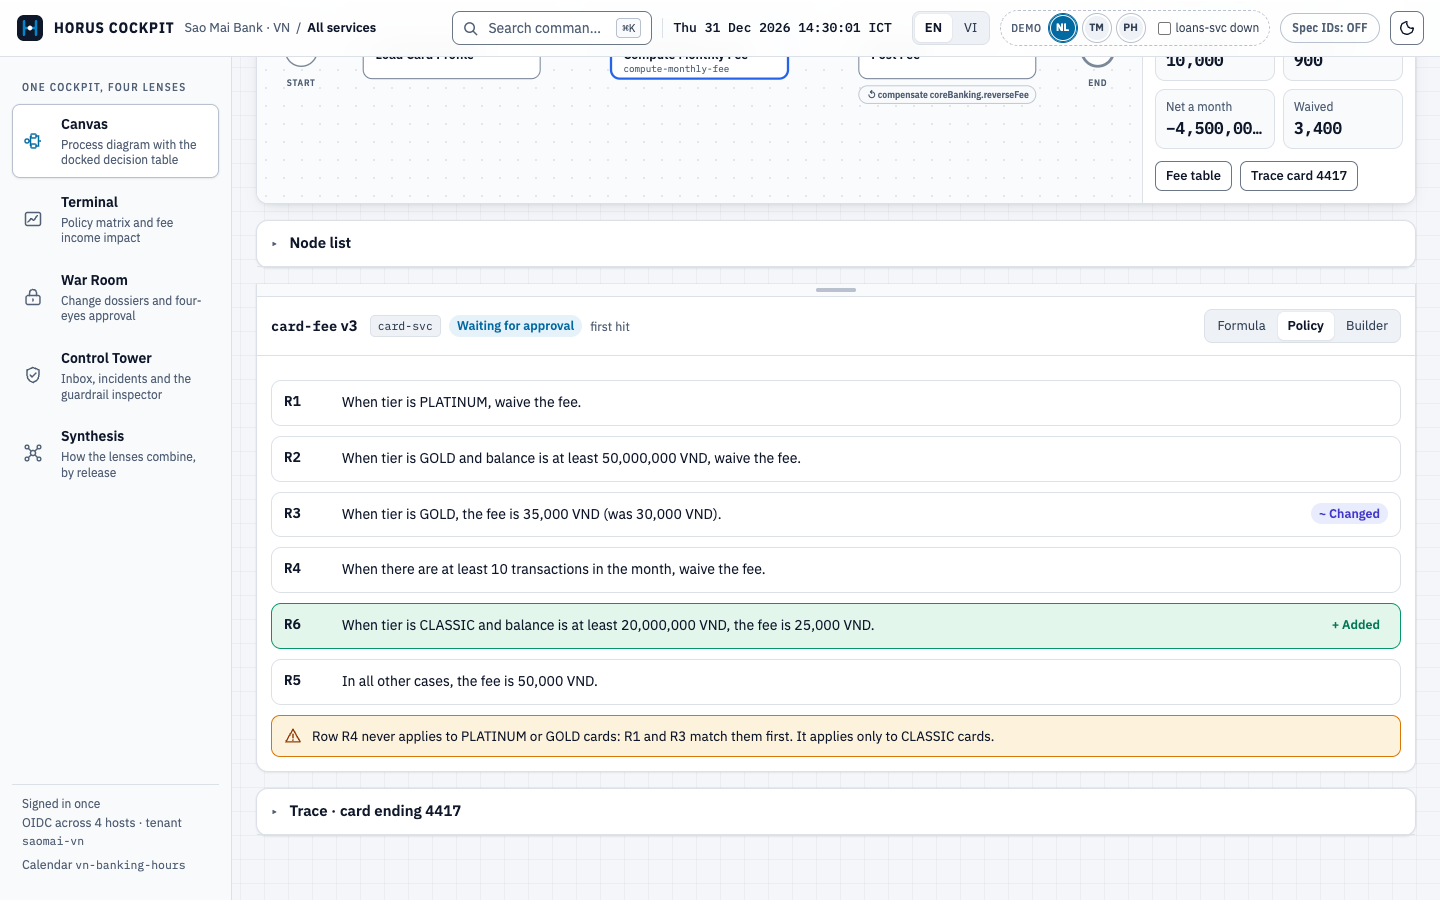 HORUS COCKPIT Sao Mai Bank · VN / All services
Search comman... ⌘K
Thu 31 Dec 2026 14:30:01 ICT
EN VI
DEMO NL TM PH loans-svc down
Spec IDs: OFF
ONE COCKPIT, FOUR LENSES
Canvas
Process diagram with the
docked decision table
Terminal
Policy matrix and fee
income impact
War Room
Change dossiers and four-
eyes approval
Control Tower
Inbox, incidents and the
guardrail inspector
Synthesis
How the lenses combine,
by release
Signed in once
OIDC across 4 hosts · tenant
saomai-vn
Calendar vn-banking-hours
START
Load Card Profile
Compute Monthly Fee
compute-monthly-fee
Post Fee
compensate coreBanking.reverseFee
END
10,000 900
Net a month Waived
−4,500,00… 3,400
Fee table Trace card 4417
Node list
card-fee v3 card-svc Waiting for approval first hit
Formula Policy Builder
R1 When tier is PLATINUM, waive the fee.
R2 When tier is GOLD and balance is at least 50,000,000 VND, waive the fee.
R3 When tier is GOLD, the fee is 35,000 VND (was 30,000 VND). ~ Changed
R4 When there are at least 10 transactions in the month, waive the fee.
R6 When tier is CLASSIC and balance is at least 20,000,000 VND, the fee is 25,000 VND. + Added
R5 In all other cases, the fee is 50,000 VND.
Row R4 never applies to PLATINUM or GOLD cards: R1 and R3 match them first. It applies only to CLASSIC cards.
Trace · card ending 4417